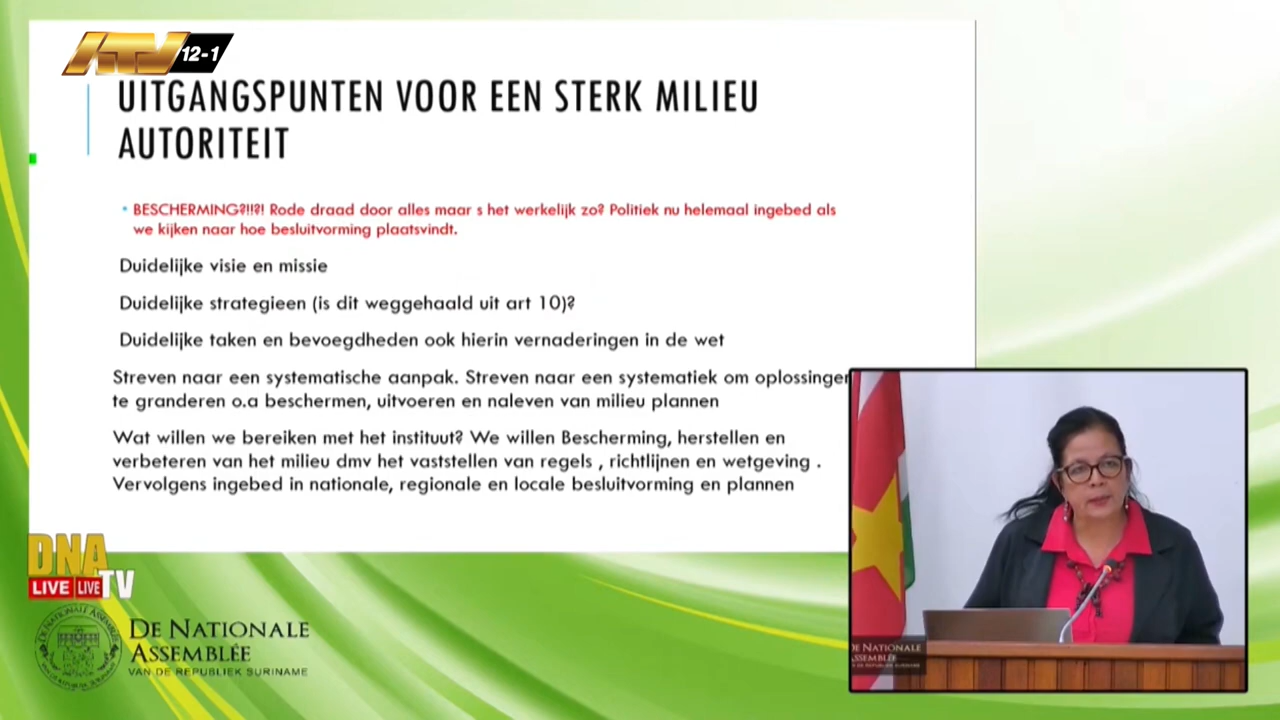 ATV 12-1
UITGANGSPUNTEN VOOR EEN STERK MILIEU
AUTORITEIT
• BESCHERMING?!!?! Rode draad door alles maar s het werkelijk zo? Politiek nu helemaal ingebed als
we kijken naar hoe besluitvorming plaatsvindt.
Duidelijke visie en missie
Duidelijke strategieen (is dit weggehaald uit art 10)?
Duidelijke taken en bevoegdheden ook hierin vernaderingen in de wet
Streven naar een systematische aanpak. Streven naar een systematiek om oplossingen
te granderen o.a beschermen, uitvoeren en naleven van milieu plannen
Wat willen we bereiken met het instituut? We willen Bescherming, herstellen en
verbeteren van het milieu dmv het vaststellen van regels , richtlijnen en wetgeving .
Vervolgens ingebed in nationale, regionale en locale besluitvorming en plannen
DNA
LIVE LIVE TV
DE NATIONALE
ASSEMBLÉE
VAN DE REPUBLIEK SURINAME
DE NATIONALE
ASSEMBLÉE